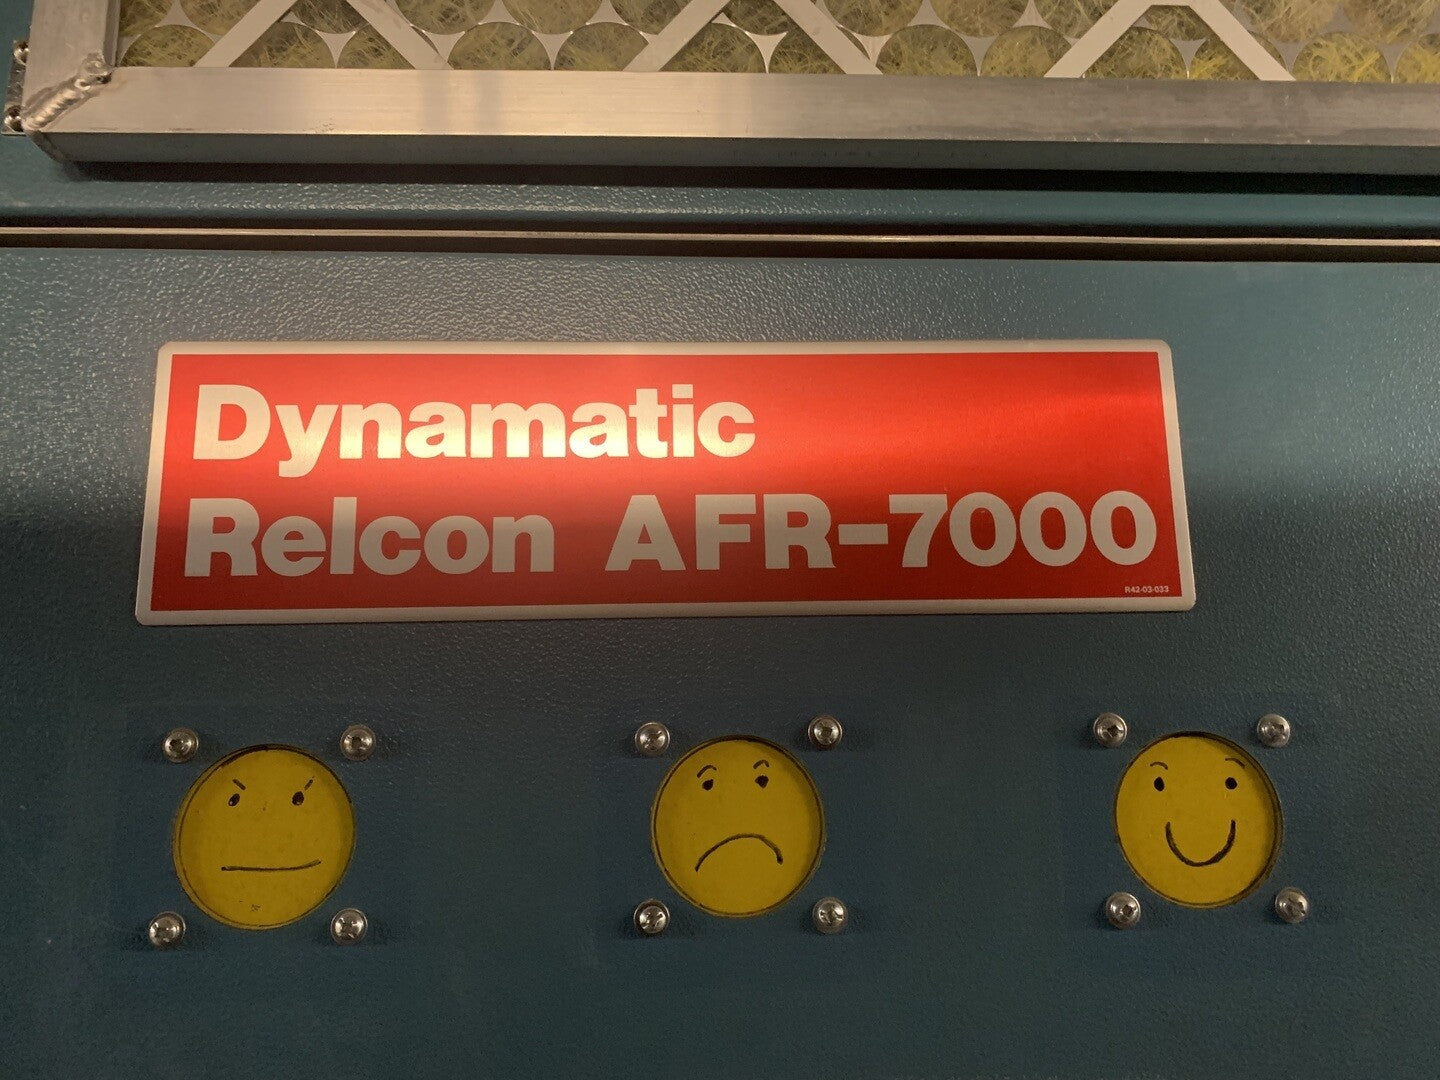 Dynamatic
Relcon AFR-7000
R42-03-033